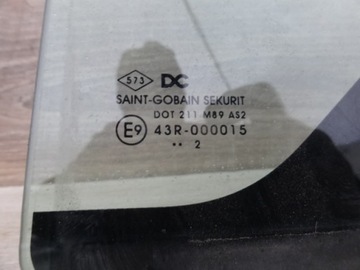 573 DC
SAINT-GOBAIN SEKURIT
DOT 211 M89 AS2
E9 43R-000015
•• 2